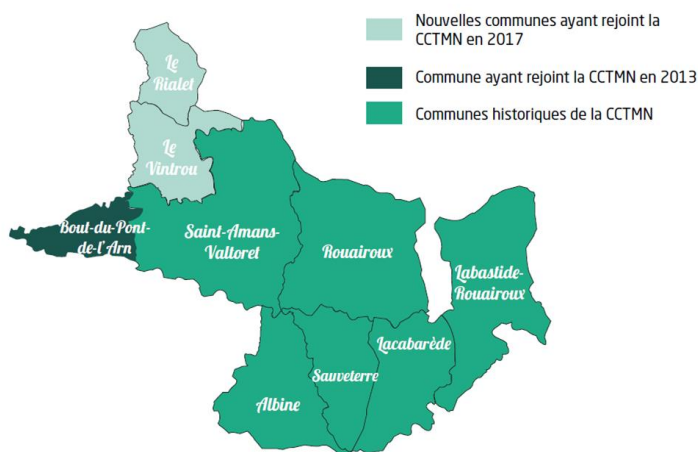 Nouvelles communes ayant rejoint la
CCTMN en 2017
Commune ayant rejoint la CCTMN en 2013
Communes historiques de la CCTMN
Le
Rialet
Le
Vintrou
Bout-du-Pont-
de-l'Arn
Saint-Amans-
Valtoret
Rouairoux
Labastide-
Rouairoux
Lacabarède
Sauveterre
Albine